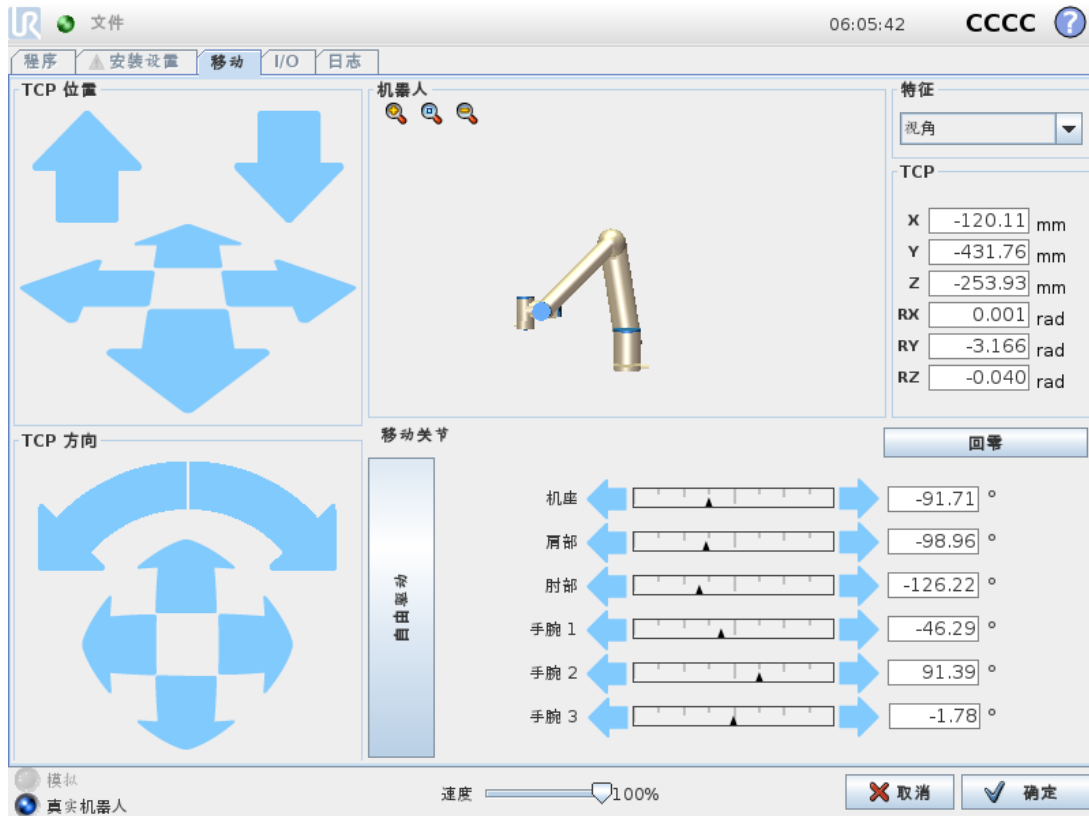 UR 文件 06:05:42 CCCC ?
程序 安装设置 移动 I/O 日志
TCP 位置
机器人
特征
视角
TCP
X -120.11 mm
Y -431.76 mm
Z -253.93 mm
RX 0.001 rad
RY -3.166 rad
RZ -0.040 rad
TCP 方向
移动关节
回零
自由驱动
机座 -91.71 °
肩部 -98.96 °
肘部 -126.22 °
手腕 1 -46.29 °
手腕 2 91.39 °
手腕 3 -1.78 °
模拟
真实机器人
速度 100%
取消 确定